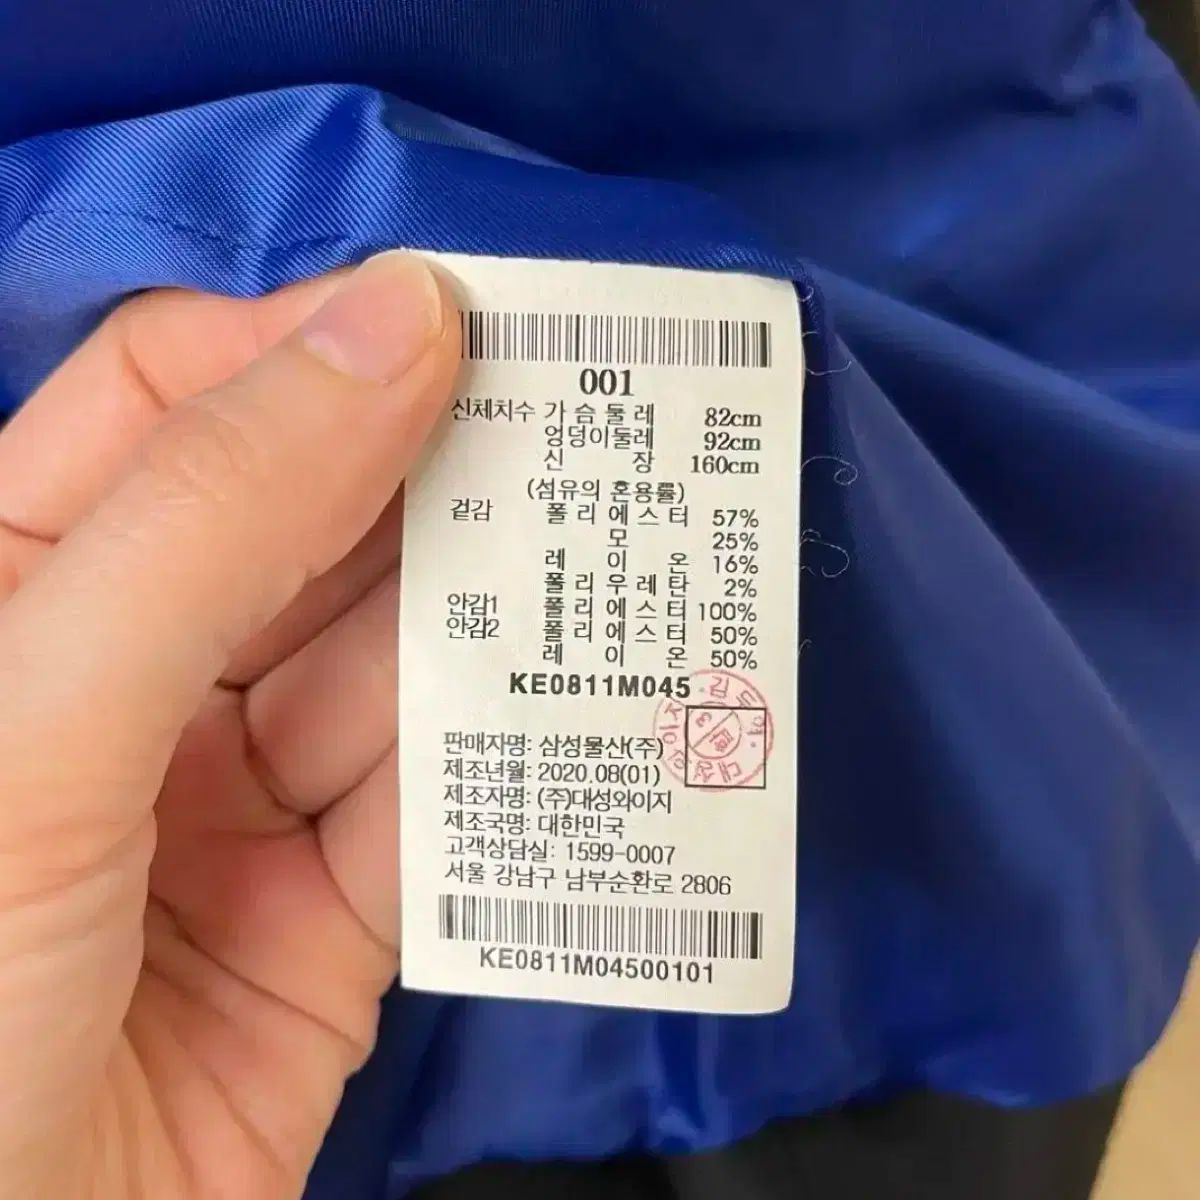 001
신체치수 가슴둘레 82cm
엉덩이둘레 92cm
신장 160cm
(섬유의 혼용률)
겉감 폴리에스터 57%
모 25%
레이온 16%
폴리우레탄 2%
안감1 폴리에스터 100%
안감2 폴리에스터 50%
레이온 50%
KE0811M045
판매자명: 삼성물산(주)
제조년월: 2020.08(01)
제조자명: (주)대성와이지
제조국명: 대한민국
고객상담실: 1599-0007
서울 강남구 남부순환로 2806
KE0811M04500101